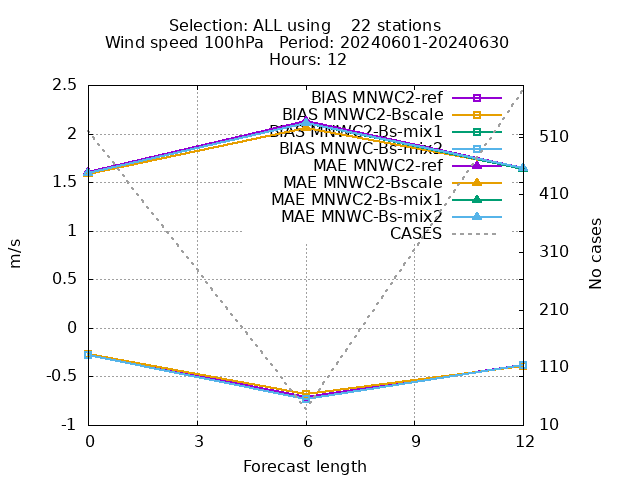 Selection: ALL using 22 stations
Wind speed 100hPa Period: 20240601-20240630
Hours: 12
BIAS MNWC2-ref
BIAS MNWC2-Bscale
BIAS MNWC2-Bs-mix1
BIAS MNWC-Bs-mix2
MAE MNWC2-ref
MAE MNWC2-Bscale
MAE MNWC2-Bs-mix1
MAE MNWC-Bs-mix2
CASES
2.5
2
1.5
1
0.5
0
-0.5
-1
m/s
510
410
310
210
110
10
No cases
0 3 6 9 12
Forecast length